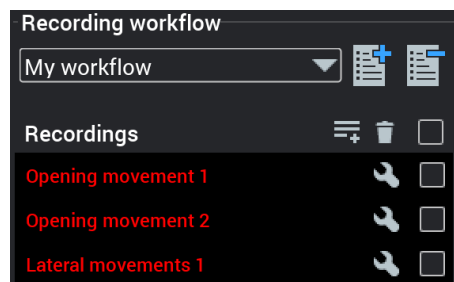 Recording workflow
My workflow
Recordings
Opening movement 1
Opening movement 2
Lateral movements 1